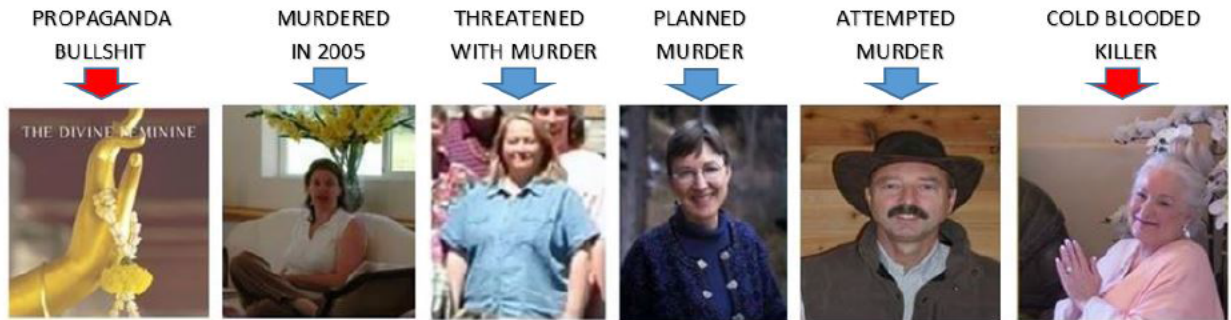 PROPAGANDA
BULLSHIT
MURDERED
IN 2005
THREATENED
WITH MURDER
PLANNED
MURDER
ATTEMPTED
MURDER
COLD BLOODED
KILLER
THE DIVINE FEMININE